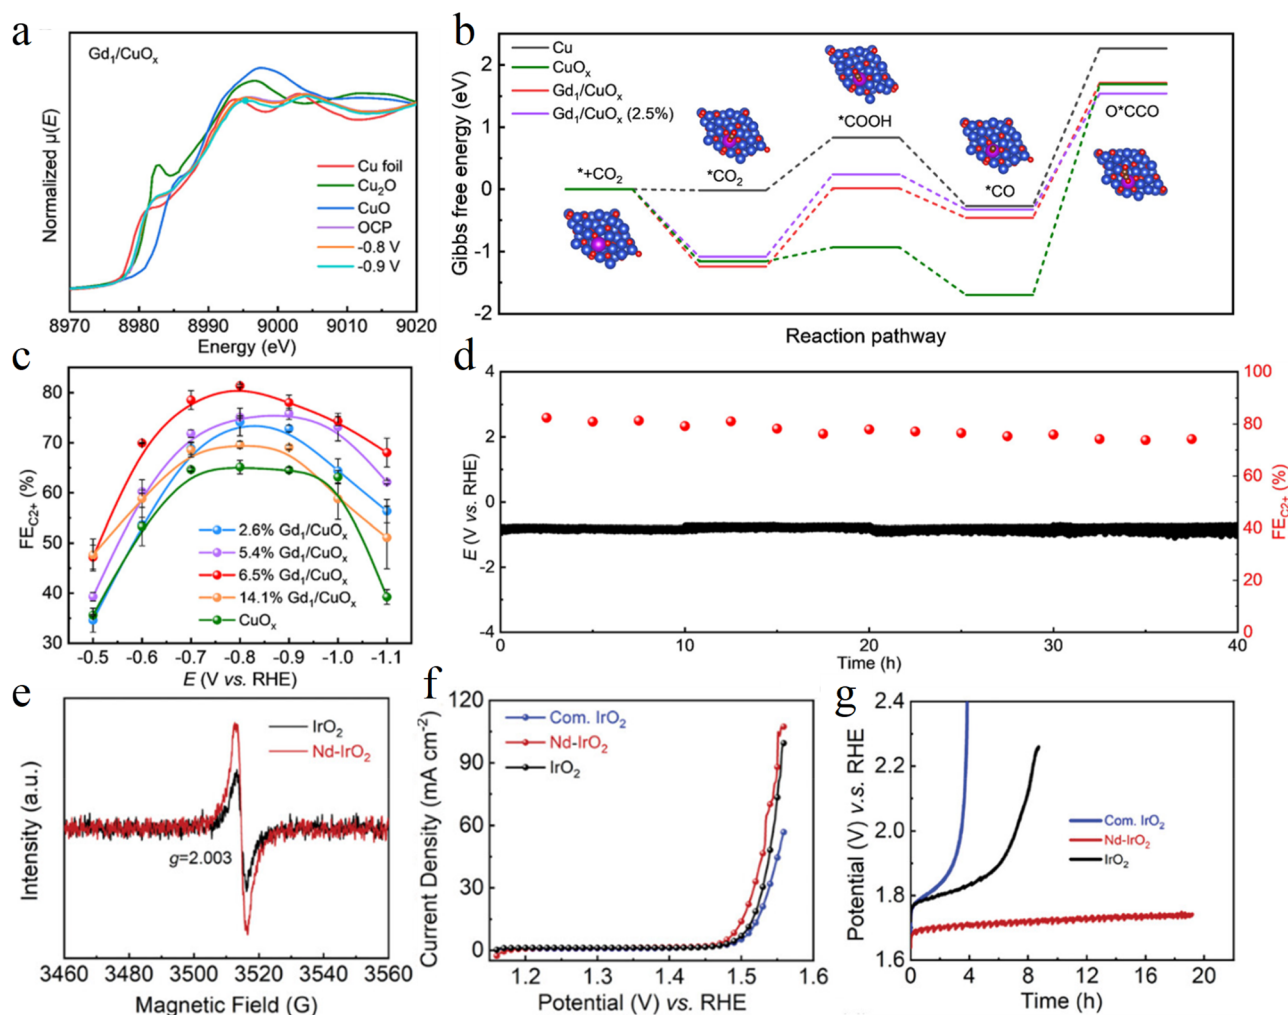 a
Gd₁/CuOₓ
Normalized μ(E)
Cu foil
Cu₂O
CuO
OCP
-0.8 V
-0.9 V
8970 8980 8990 9000 9010 9020
Energy (eV)
b
Gibbs free energy (eV)
2
1
0
-1
-2
Cu
CuOₓ
Gd₁/CuOₓ
Gd₁/CuOₓ (2.5%)
*+CO₂
*CO₂
*COOH
*CO
O*CCO
Reaction pathway
c
FE_C2+ (%)
80
70
60
50
40
30
2.6% Gd₁/CuOₓ
5.4% Gd₁/CuOₓ
6.5% Gd₁/CuOₓ
14.1% Gd₁/CuOₓ
CuOₓ
-0.5 -0.6 -0.7 -0.8 -0.9 -1.0 -1.1
E (V vs. RHE)
d
E (V vs. RHE)
4
2
0
-2
-4
100
80
60
40
20
0
FE_C2+ (%)
0 10 20 30 40
Time (h)
e
Intensity (a.u.)
IrO₂
Nd-IrO₂
g=2.003
3460 3480 3500 3520 3540 3560
Magnetic Field (G)
f
Current Density (mA cm⁻²)
120
90
60
30
0
Com. IrO₂
Nd-IrO₂
IrO₂
1.2 1.3 1.4 1.5 1.6
Potential (V) vs. RHE
g
Potential (V) v.s. RHE
2.4
2.2
2.0
1.8
1.6
Com. IrO₂
Nd-IrO₂
IrO₂
0 4 8 12 16 20
Time (h)